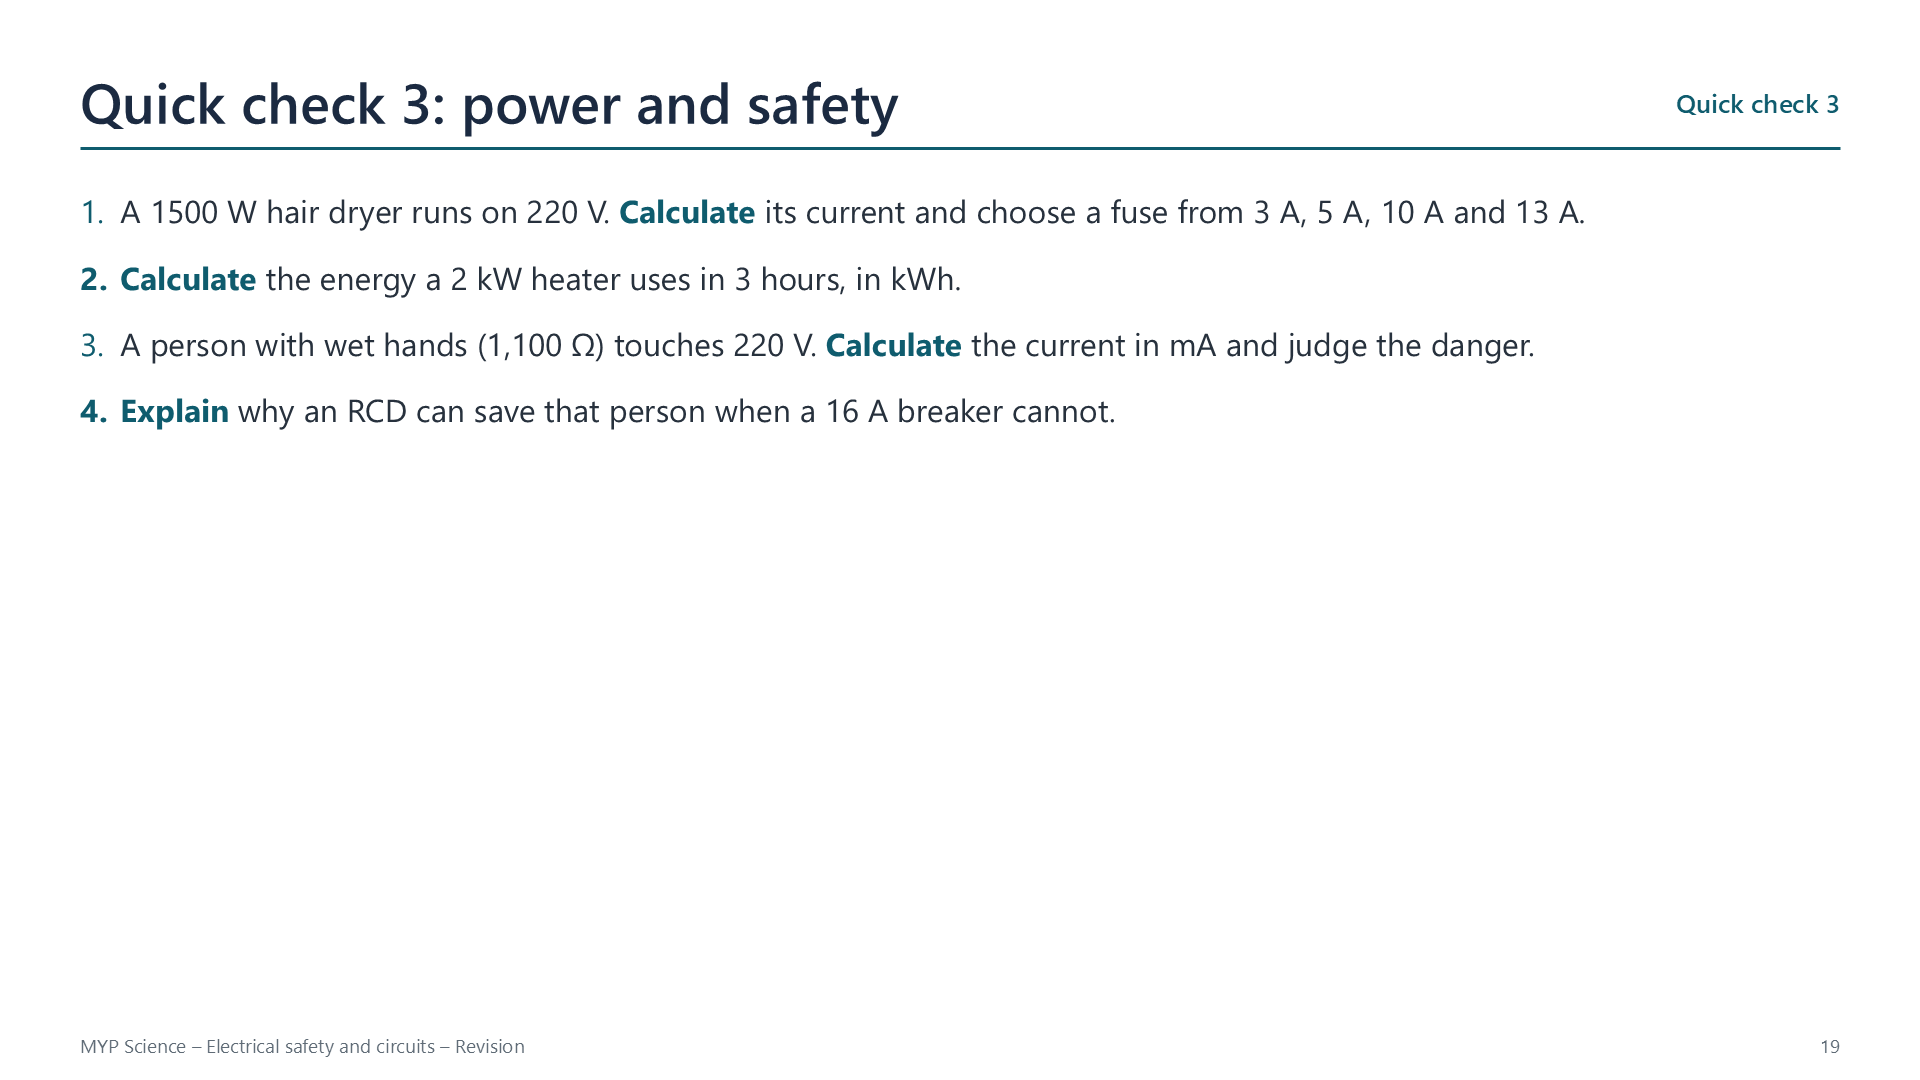 Quick check 3: power and safety
Quick check 3
1. A 1500 W hair dryer runs on 220 V. Calculate its current and choose a fuse from 3 A, 5 A, 10 A and 13 A.
2. Calculate the energy a 2 kW heater uses in 3 hours, in kWh.
3. A person with wet hands (1,100 Ω) touches 220 V. Calculate the current in mA and judge the danger.
4. Explain why an RCD can save that person when a 16 A breaker cannot.
MYP Science – Electrical safety and circuits – Revision
19